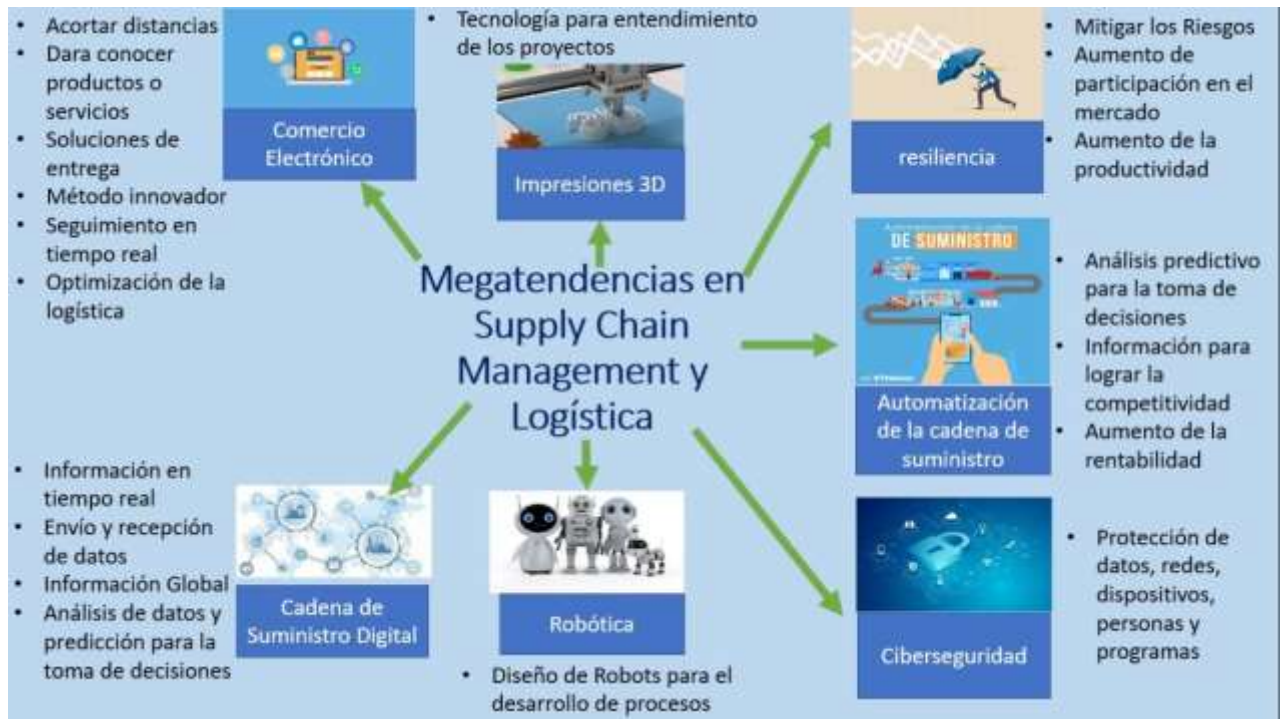 • Acortar distancias
• Dara conocer
productos o
servicios
• Soluciones de
entrega
• Método innovador
• Seguimiento en
tiempo real
• Optimización de la
logística
Comercio
Electrónico
• Tecnología para entendimiento
de los proyectos
Impresiones 3D
resiliencia
• Mitigar los Riesgos
• Aumento de
participación en el
mercado
• Aumento de la
productividad
Megatendencias en
Supply Chain
Management y
Logística
DE SUMINISTRO
Automatización
de la cadena de
suministro
• Análisis predictivo
para la toma de
decisiones
• Información para
lograr la
competitividad
• Aumento de la
rentabilidad
• Información en
tiempo real
• Envío y recepción
de datos
• Información Global
• Análisis de datos y
predicción para la
toma de decisiones
Cadena de
Suministro Digital
Robótica
• Diseño de Robots para el
desarrollo de procesos
Ciberseguridad
• Protección de
datos, redes,
dispositivos,
personas y
programas